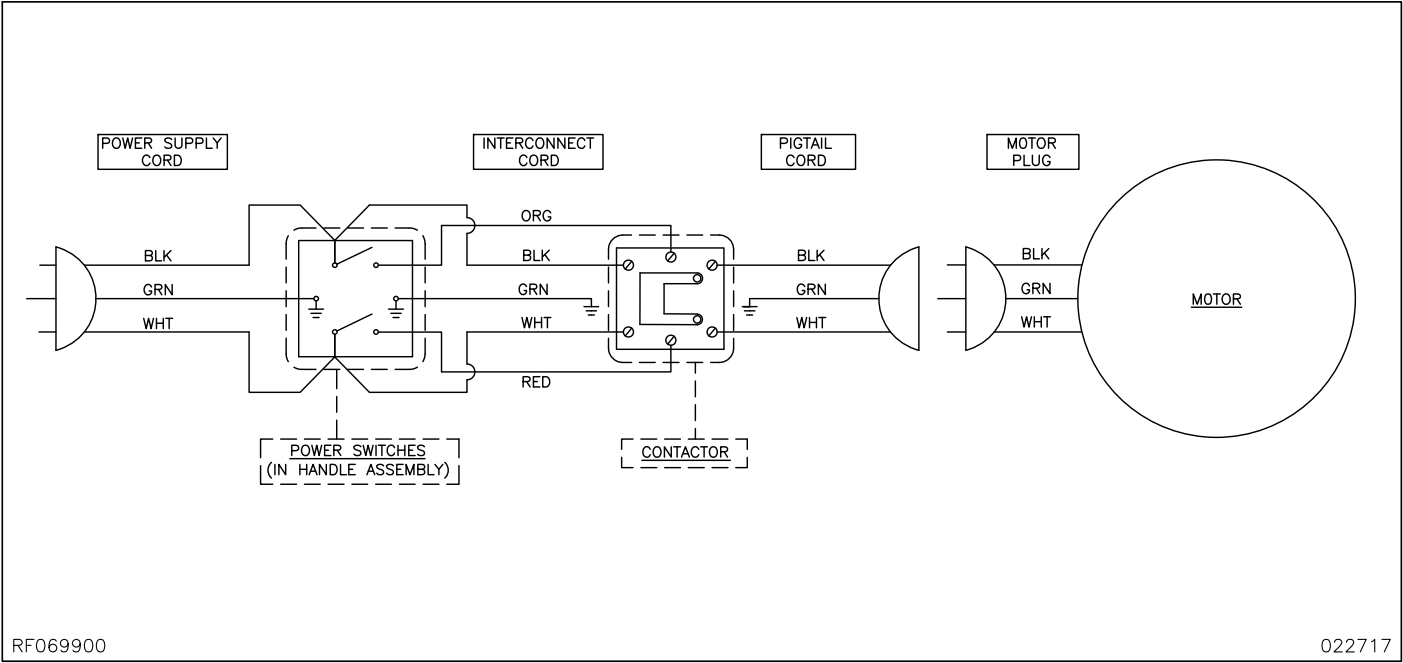 POWER SUPPLY
CORD
INTERCONNECT
CORD
PIGTAIL
CORD
MOTOR
PLUG
ORG
BLK
BLK
BLK
BLK
GRN
GRN
GRN
GRN
MOTOR
WHT
WHT
WHT
WHT
RED
POWER SWITCHES
(IN HANDLE ASSEMBLY)
CONTACTOR
RF069900
022717